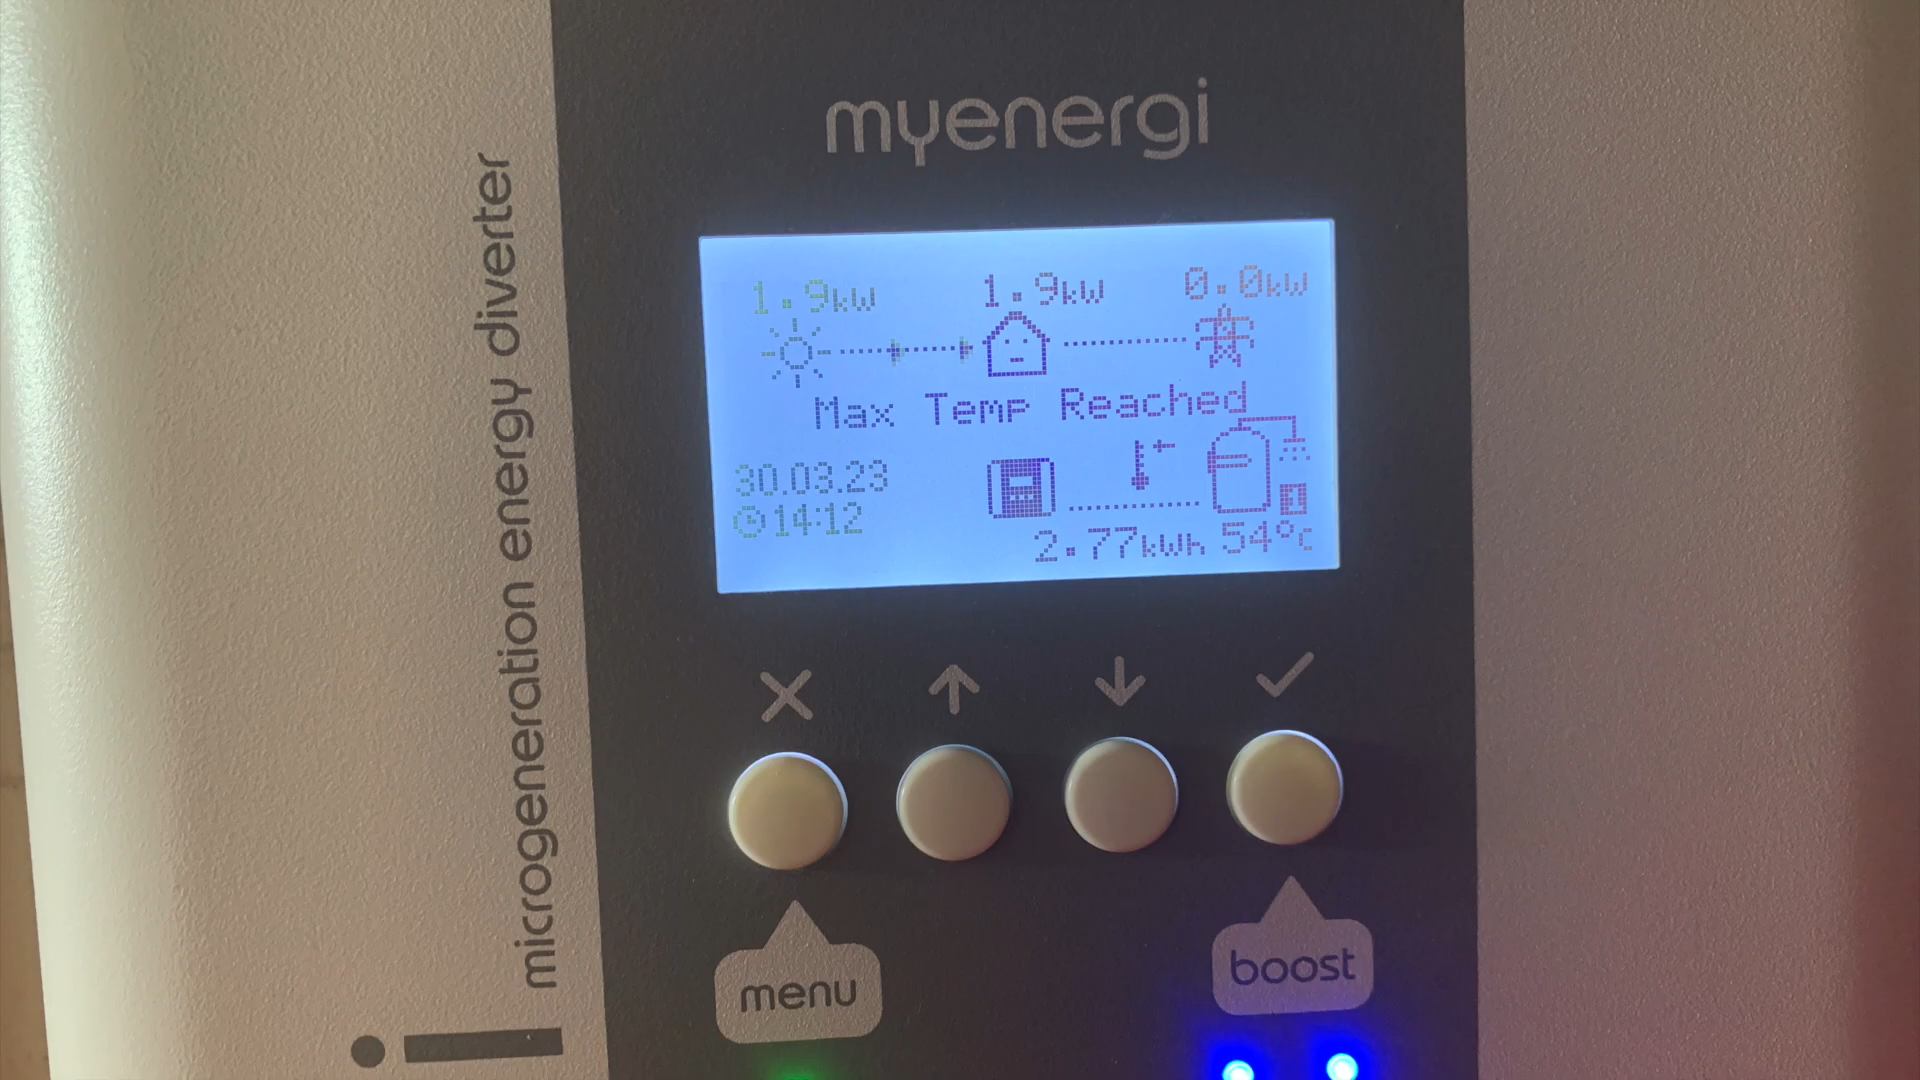 myenergi
1.9kW 1.9kW 0.0kW
Max Temp Reached
30.03.23
14:12
2.77kWh 54°C
menu
boost
microgeneration energy diverter